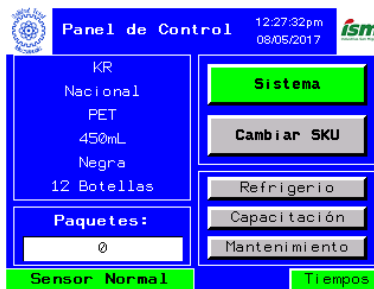 Panel de Control
12:27:32pm
08/05/2017
ism
KR
Nacional
PET
450mL
Negra
12 Botellas
Sistema
Cambiar SKU
Paquetes:
0
Refrigerio
Capacitación
Mantenimiento
Sensor Normal
Tiempos